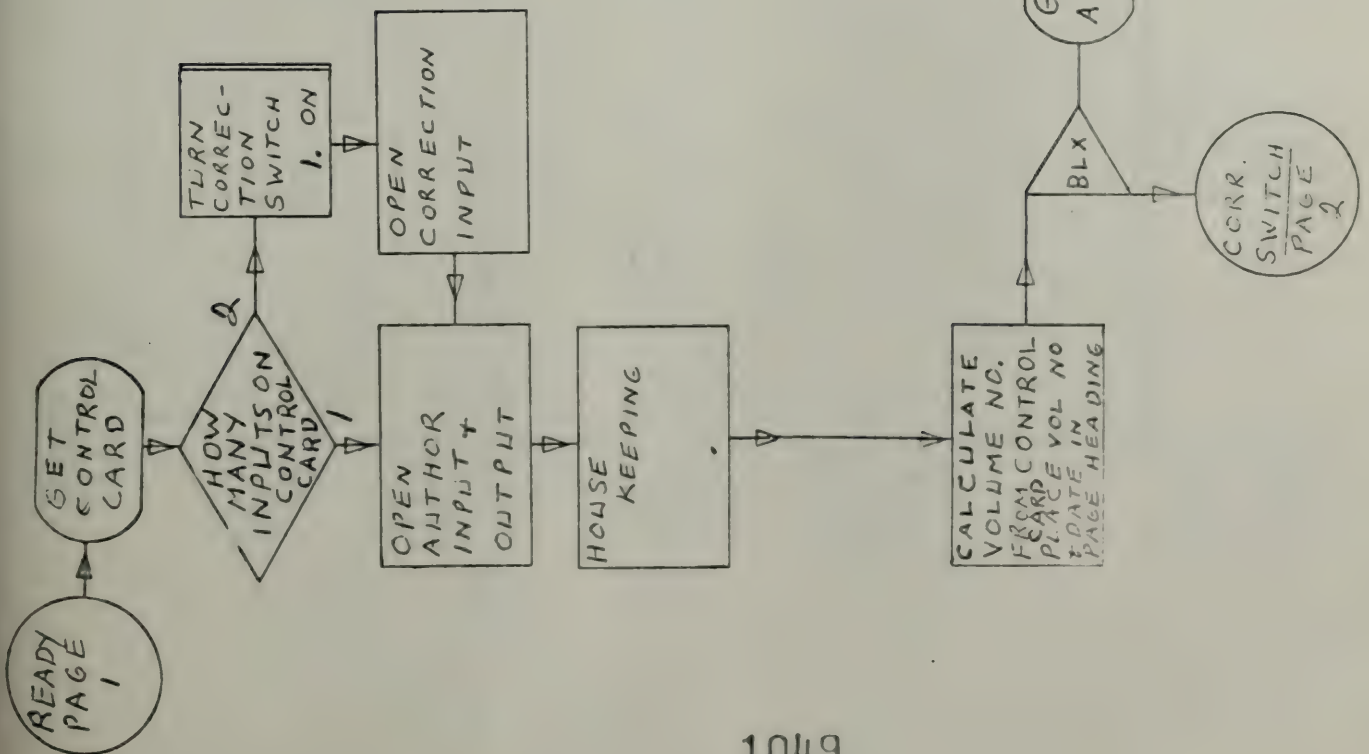 READY
PAGE
1
GET
CONTROL
CARD
HOW
MANY
INPUTS ON
CONTROL
CARD
2
1
TURN
CORREC-
TION
SWITCH
1. ON
OPEN
CORRECTION
INPUT
OPEN
AUTHOR
INPUT +
OUTPUT
HOUSE
KEEPING
CALCULATE
VOLUME NO.
FROM CONTROL
CARD
PLACE VOL NO
& DATE IN
PAGE HEADING
BLX
G
A
CORR.
SWITCH
PAGE
2
1049